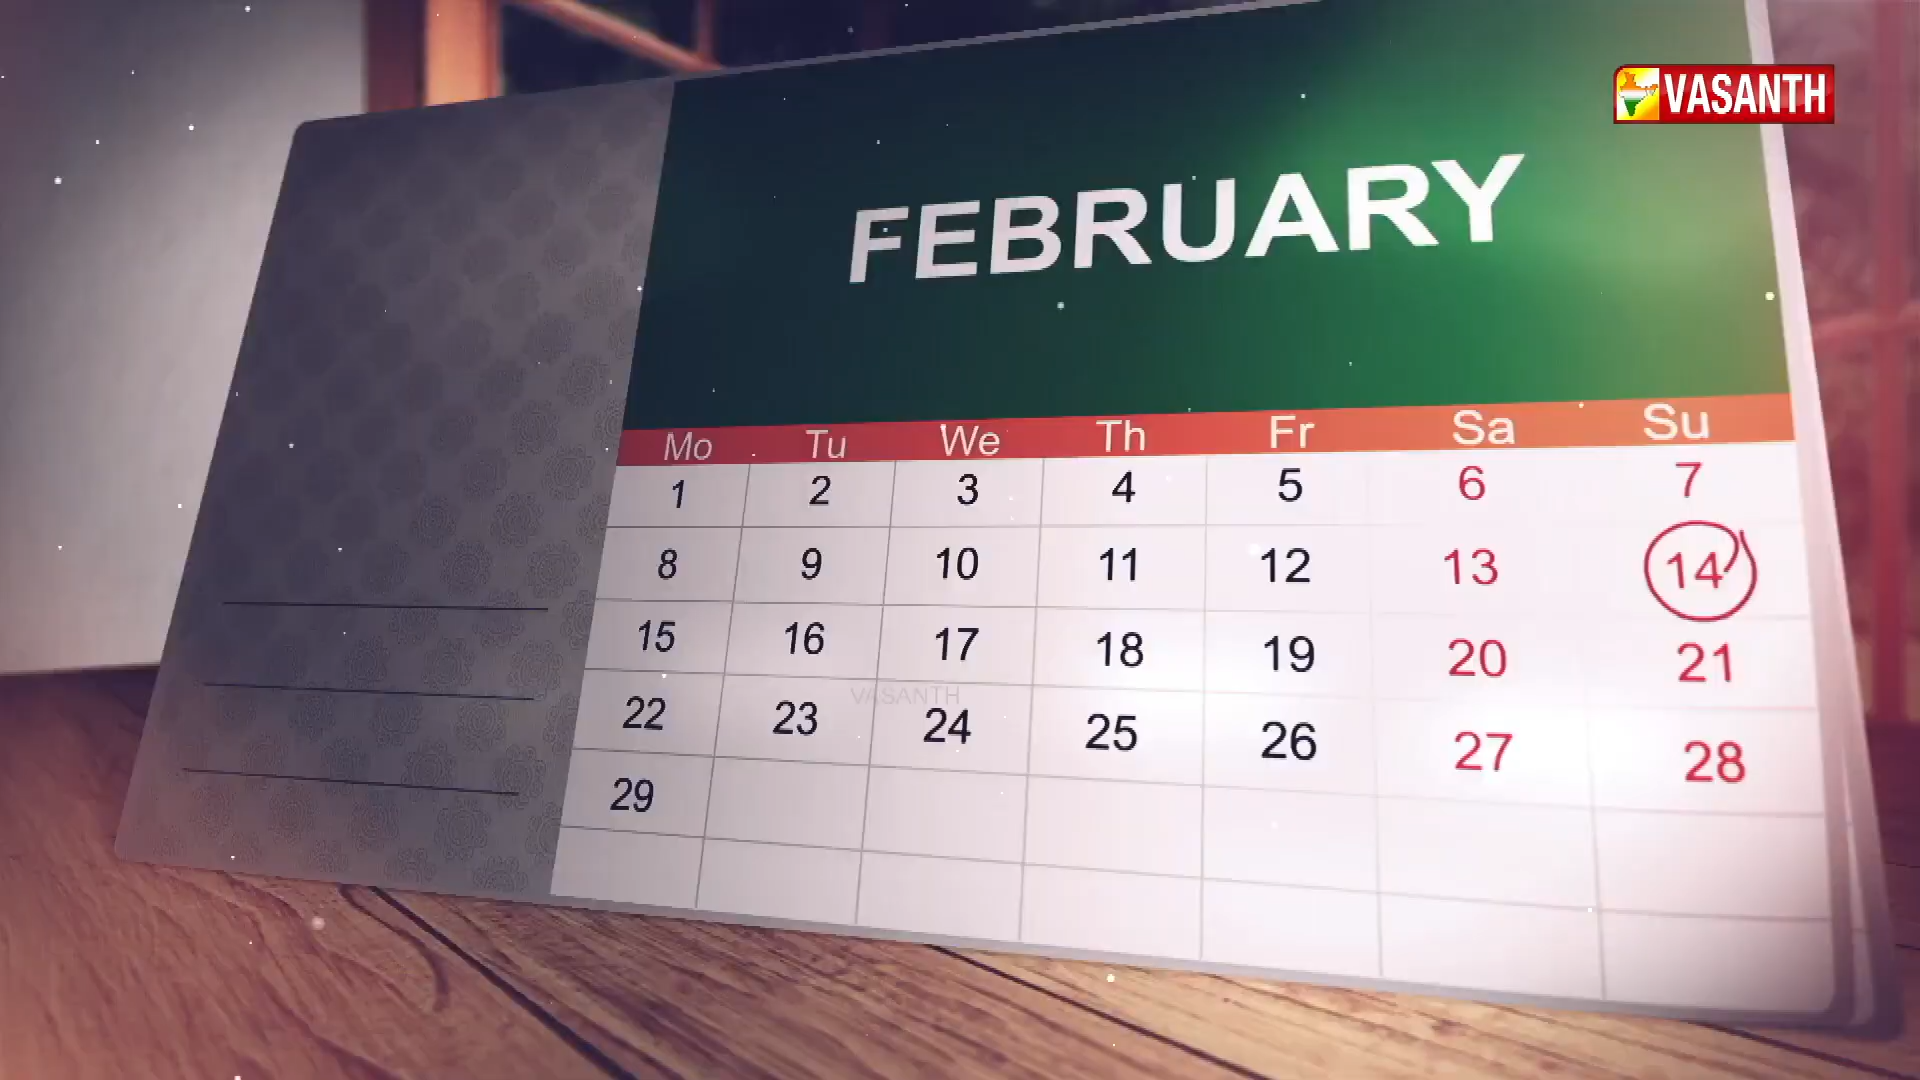 VASANTH
FEBRUARY
Mo Tu We Th Fr Sa Su
1 2 3 4 5 6 7
8 9 10 11 12 13 14
15 16 17 18 19 20 21
22 23 24 25 26 27 28
VASANTH
29